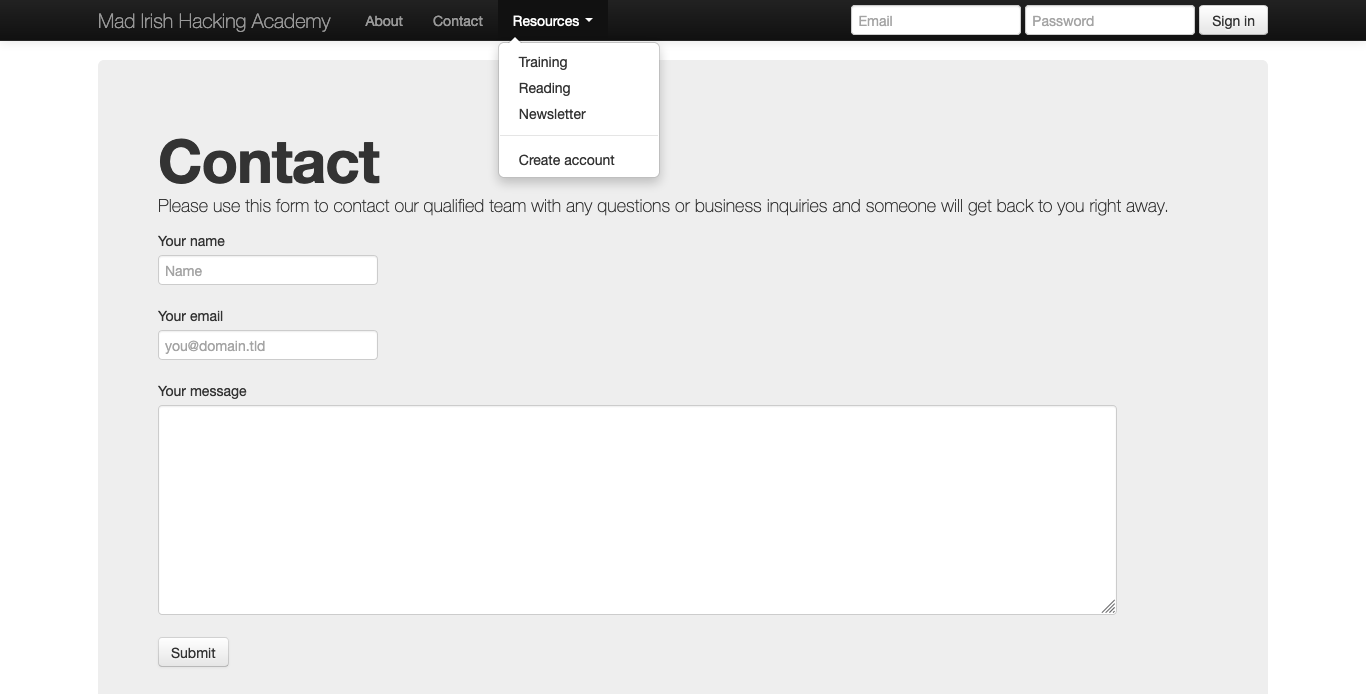 Mad Irish Hacking Academy About Contact Resources Email Password Sign in
Training
Reading
Newsletter
Create account
Contact
Please use this form to contact our qualified team with any questions or business inquiries and someone will get back to you right away.
Your name
Name
Your email
you@domain.tld
Your message
Submit